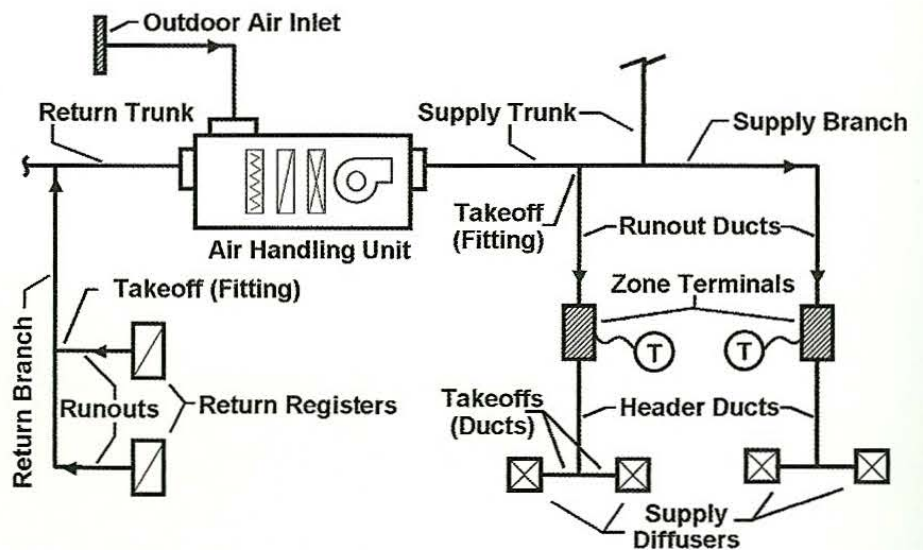 Outdoor Air Inlet
Return Trunk
Supply Trunk
Supply Branch
Air Handling Unit
Takeoff
(Fitting)
Runout Ducts
Zone Terminals
T
T
Return Branch
Takeoff (Fitting)
Runouts
Return Registers
Takeoffs
(Ducts)
Header Ducts
Supply
Diffusers